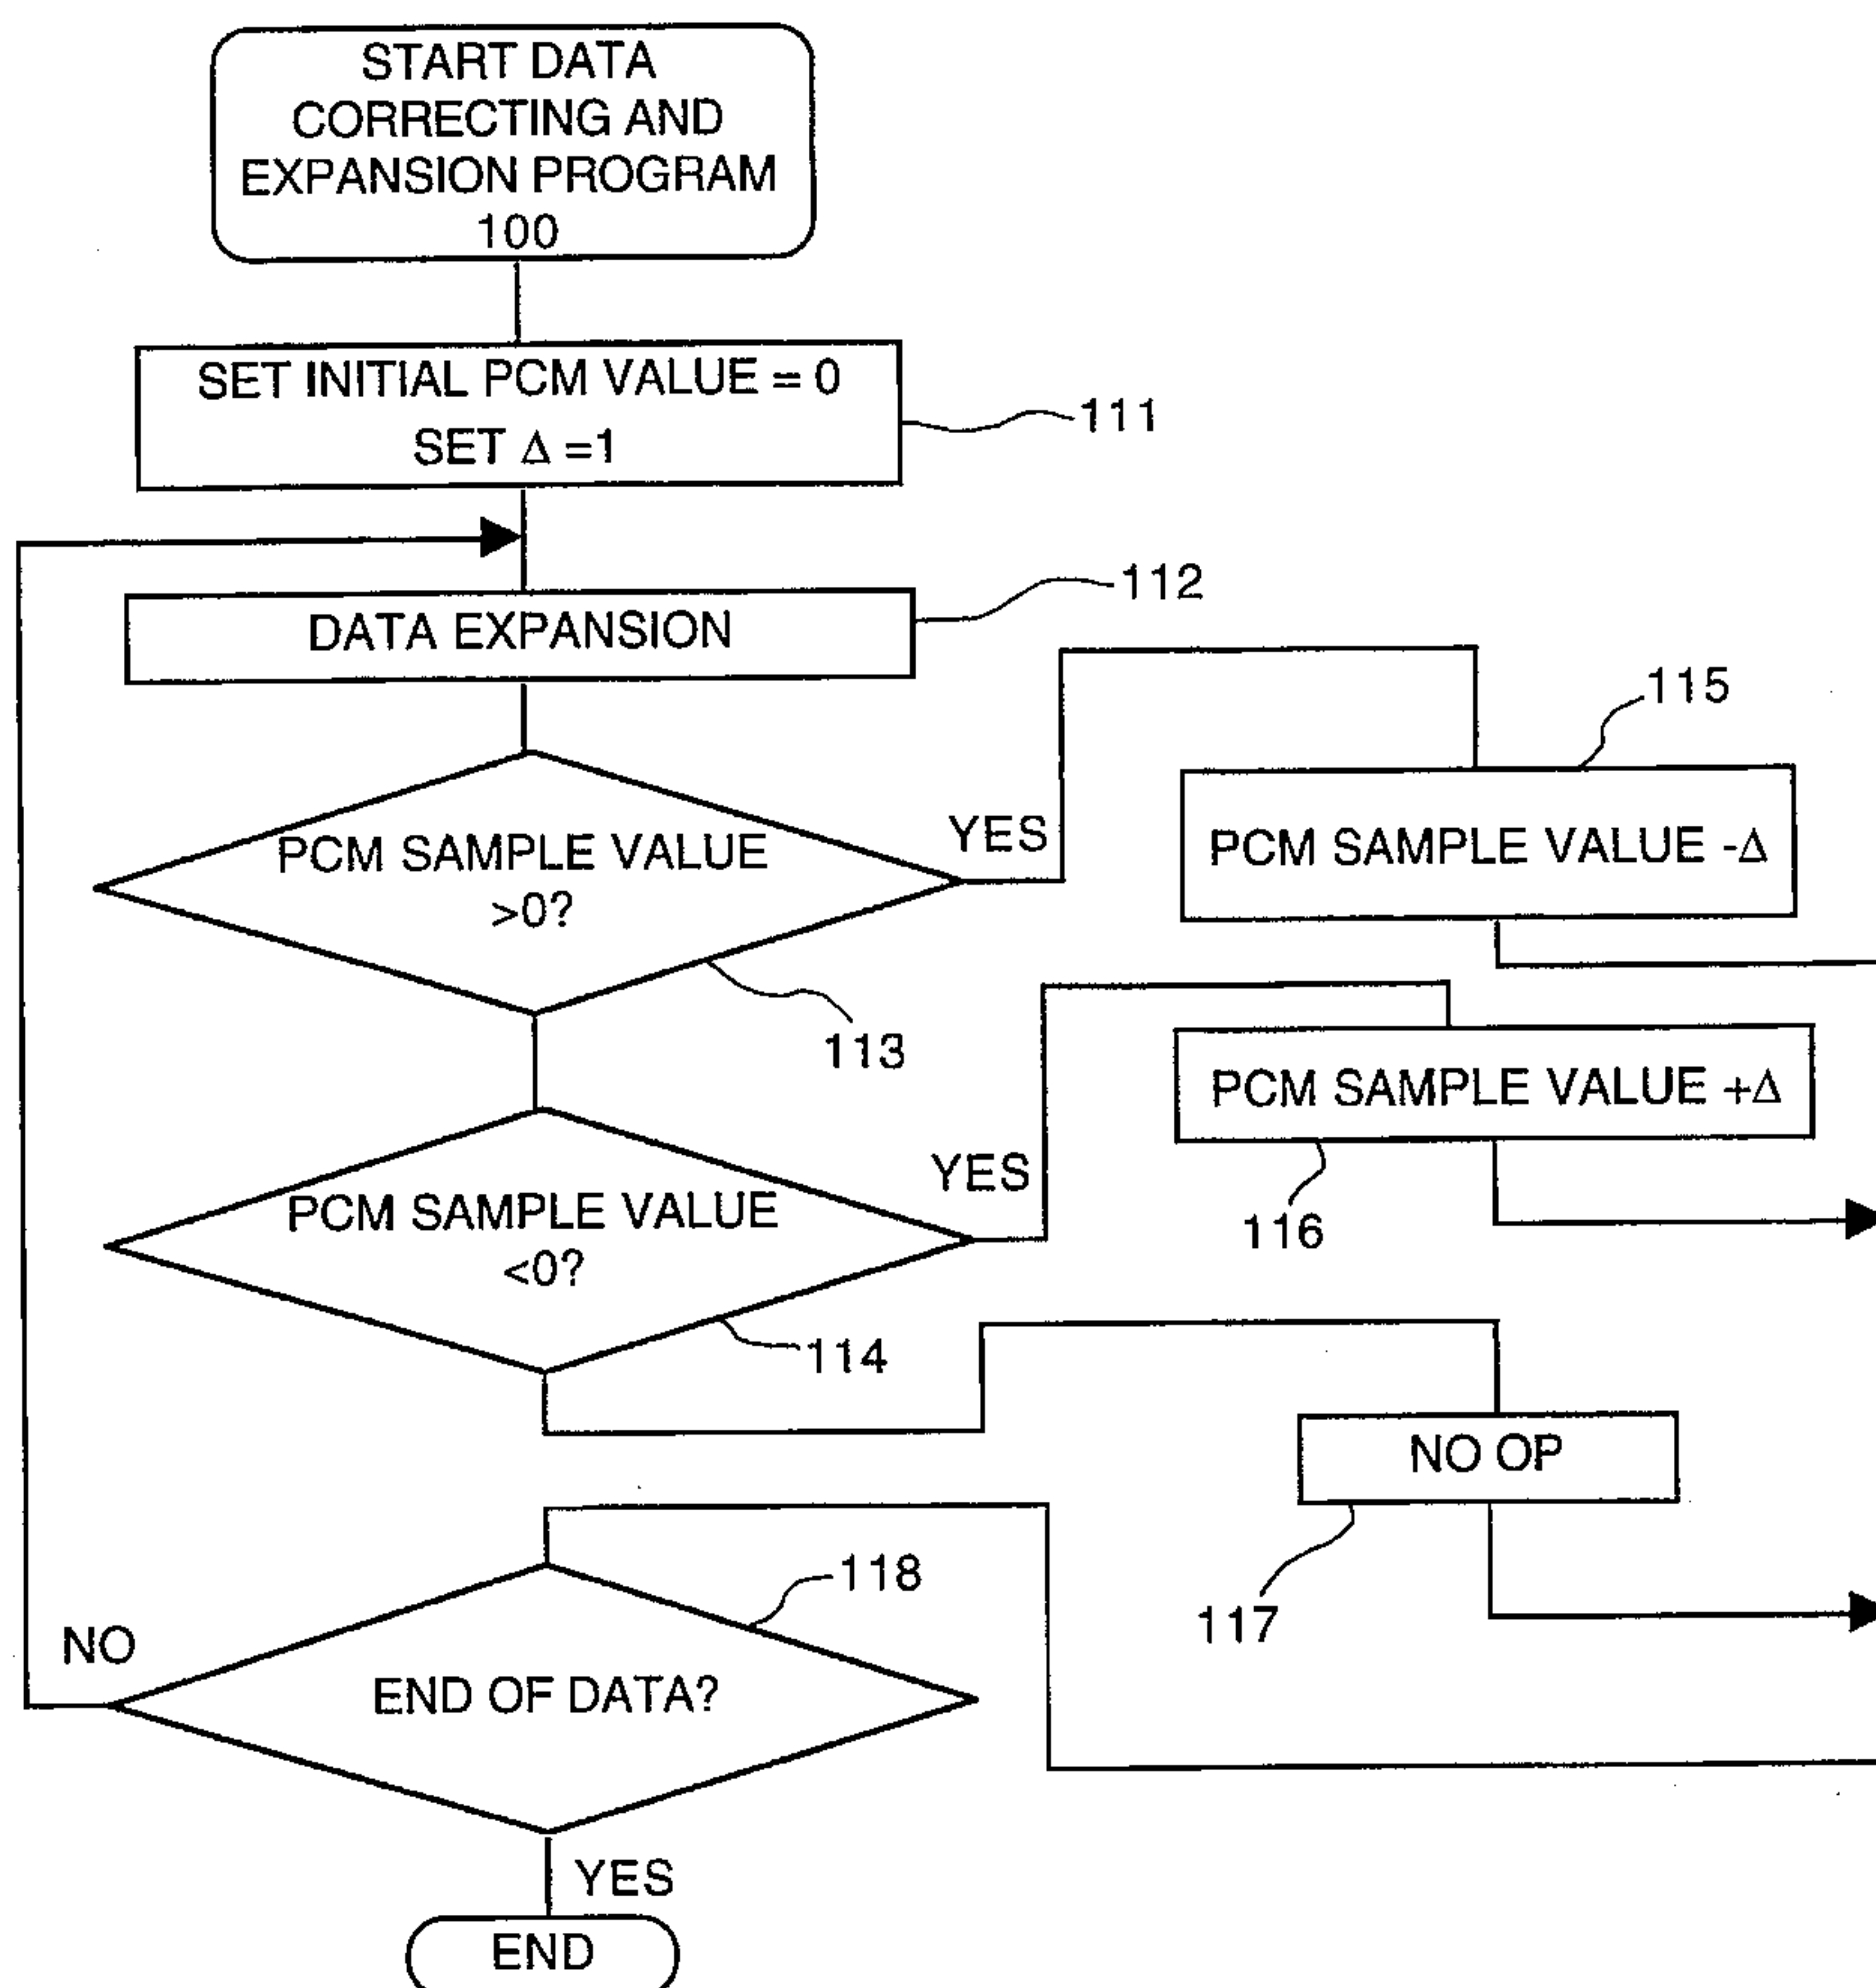 START DATA
CORRECTING AND
EXPANSION PROGRAM
100
SET INITIAL PCM VALUE = 0
SET Δ =1
111
DATA EXPANSION
112
PCM SAMPLE VALUE
>0?
YES
113
115
PCM SAMPLE VALUE -Δ
PCM SAMPLE VALUE
<0?
YES
114
PCM SAMPLE VALUE +Δ
116
NO OP
117
118
END OF DATA?
NO
YES
END